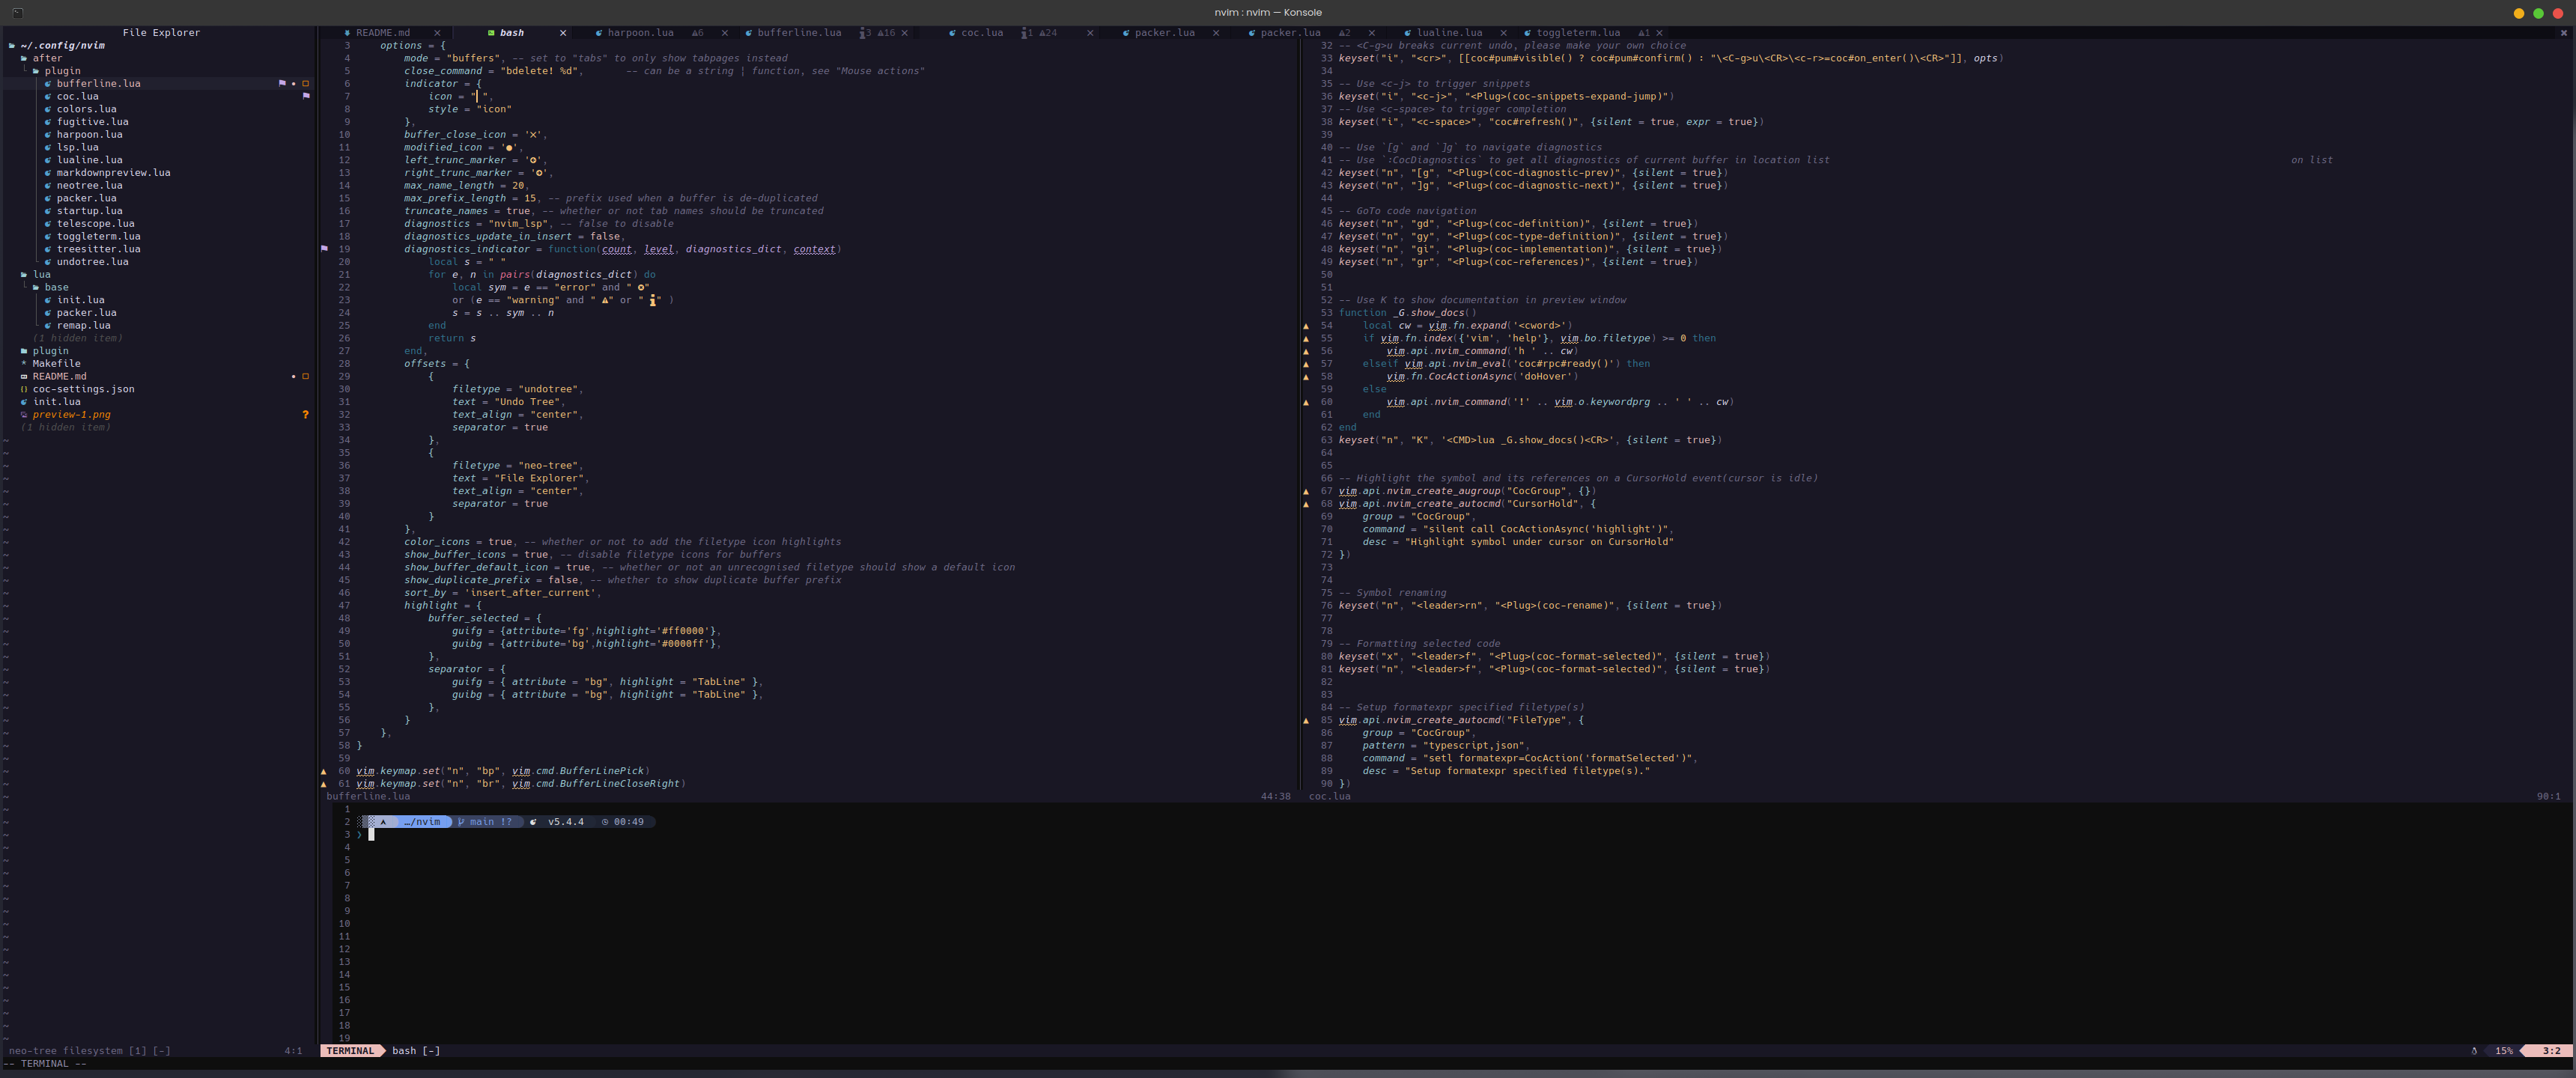 nvim : nvim — Konsole
File Explorer
~/.config/nvim
after
plugin
bufferline.lua
coc.lua
colors.lua
fugitive.lua
harpoon.lua
lsp.lua
lualine.lua
markdownpreview.lua
neotree.lua
packer.lua
startup.lua
telescope.lua
toggleterm.lua
treesitter.lua
undotree.lua
lua
base
init.lua
packer.lua
remap.lua
(1 hidden item)
plugin
Makefile
README.md
coc-settings.json
init.lua
preview-1.png ?
(1 hidden item)
neo-tree filesystem [1] [-] 4:1
README.md × bash × harpoon.lua 6 × bufferline.lua 3 16 × coc.lua 1 24 × packer.lua × packer.lua 2 × lualine.lua × toggleterm.lua 1 ×
3 options = {
4 mode = "buffers", -- set to "tabs" to only show tabpages instead
5 close_command = "bdelete! %d", -- can be a string ¦ function, see "Mouse actions"
6 indicator = {
7 icon = "▎",
8 style = "icon"
9 },
10 buffer_close_icon = '×',
11 modified_icon = '●',
12 left_trunc_marker = '',
13 right_trunc_marker = '',
14 max_name_length = 20,
15 max_prefix_length = 15, -- prefix used when a buffer is de-duplicated
16 truncate_names = true, -- whether or not tab names should be truncated
17 diagnostics = "nvim_lsp", -- false to disable
18 diagnostics_update_in_insert = false,
19 diagnostics_indicator = function(count, level, diagnostics_dict, context)
20 local s = " "
21 for e, n in pairs(diagnostics_dict) do
22 local sym = e == "error" and " "
23 or (e == "warning" and " " or " " )
24 s = s .. sym .. n
25 end
26 return s
27 end,
28 offsets = {
29 {
30 filetype = "undotree",
31 text = "Undo Tree",
32 text_align = "center",
33 separator = true
34 },
35 {
36 filetype = "neo-tree",
37 text = "File Explorer",
38 text_align = "center",
39 separator = true
40 }
41 },
42 color_icons = true, -- whether or not to add the filetype icon highlights
43 show_buffer_icons = true, -- disable filetype icons for buffers
44 show_buffer_default_icon = true, -- whether or not an unrecognised filetype should show a default icon
45 show_duplicate_prefix = false, -- whether to show duplicate buffer prefix
46 sort_by = 'insert_after_current',
47 highlight = {
48 buffer_selected = {
49 guifg = {attribute='fg',highlight='#ff0000'},
50 guibg = {attribute='bg',highlight='#0000ff'},
51 },
52 separator = {
53 guifg = { attribute = "bg", highlight = "TabLine" },
54 guibg = { attribute = "bg", highlight = "TabLine" },
55 },
56 }
57 },
58 }
59
60 vim.keymap.set("n", "bp", vim.cmd.BufferLinePick)
61 vim.keymap.set("n", "br", vim.cmd.BufferLineCloseRight)
bufferline.lua 44:38
32 -- <C-g>u breaks current undo, please make your own choice
33 keyset("i", "<cr>", [[coc#pum#visible() ? coc#pum#confirm() : "\<C-g>u\<CR>\<c-r>=coc#on_enter()\<CR>"]], opts)
34
35 -- Use <c-j> to trigger snippets
36 keyset("i", "<c-j>", "<Plug>(coc-snippets-expand-jump)")
37 -- Use <c-space> to trigger completion
38 keyset("i", "<c-space>", "coc#refresh()", {silent = true, expr = true})
39
40 -- Use `[g` and `]g` to navigate diagnostics
41 -- Use `:CocDiagnostics` to get all diagnostics of current buffer in location list on list
42 keyset("n", "[g", "<Plug>(coc-diagnostic-prev)", {silent = true})
43 keyset("n", "]g", "<Plug>(coc-diagnostic-next)", {silent = true})
44
45 -- GoTo code navigation
46 keyset("n", "gd", "<Plug>(coc-definition)", {silent = true})
47 keyset("n", "gy", "<Plug>(coc-type-definition)", {silent = true})
48 keyset("n", "gi", "<Plug>(coc-implementation)", {silent = true})
49 keyset("n", "gr", "<Plug>(coc-references)", {silent = true})
50
51
52 -- Use K to show documentation in preview window
53 function _G.show_docs()
54 local cw = vim.fn.expand('<cword>')
55 if vim.fn.index({'vim', 'help'}, vim.bo.filetype) >= 0 then
56 vim.api.nvim_command('h ' .. cw)
57 elseif vim.api.nvim_eval('coc#rpc#ready()') then
58 vim.fn.CocActionAsync('doHover')
59 else
60 vim.api.nvim_command('!' .. vim.o.keywordprg .. ' ' .. cw)
61 end
62 end
63 keyset("n", "K", '<CMD>lua _G.show_docs()<CR>', {silent = true})
64
65
66 -- Highlight the symbol and its references on a CursorHold event(cursor is idle)
67 vim.api.nvim_create_augroup("CocGroup", {})
68 vim.api.nvim_create_autocmd("CursorHold", {
69 group = "CocGroup",
70 command = "silent call CocActionAsync('highlight')",
71 desc = "Highlight symbol under cursor on CursorHold"
72 })
73
74
75 -- Symbol renaming
76 keyset("n", "<leader>rn", "<Plug>(coc-rename)", {silent = true})
77
78
79 -- Formatting selected code
80 keyset("x", "<leader>f", "<Plug>(coc-format-selected)", {silent = true})
81 keyset("n", "<leader>f", "<Plug>(coc-format-selected)", {silent = true})
82
83
84 -- Setup formatexpr specified filetype(s)
85 vim.api.nvim_create_autocmd("FileType", {
86 group = "CocGroup",
87 pattern = "typescript,json",
88 command = "setl formatexpr=CocAction('formatSelected')",
89 desc = "Setup formatexpr specified filetype(s)."
90 })
coc.lua 90:1
1
2 …/nvim main !? v5.4.4 00:49
3 ❯
4
5
6
7
8
9
10
11
12
13
14
15
16
17
18
19
TERMINAL bash [-] 15% 3:2
-- TERMINAL --